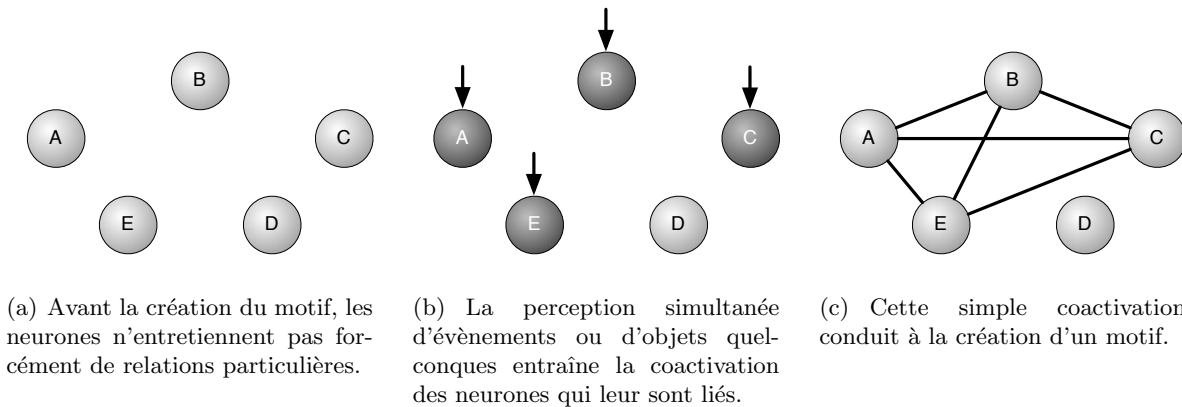 B
A
C
E
D
B
A
C
E
D
B
A
C
E
D
(a) Avant la création du motif, les
neurones n'entretiennent pas for-
cément de relations particulières.
(b) La perception simultanée
d'évènements ou d'objets quel-
conques entraîne la coactivation
des neurones qui leur sont liés.
(c) Cette simple coactivation
conduit à la création d'un motif.